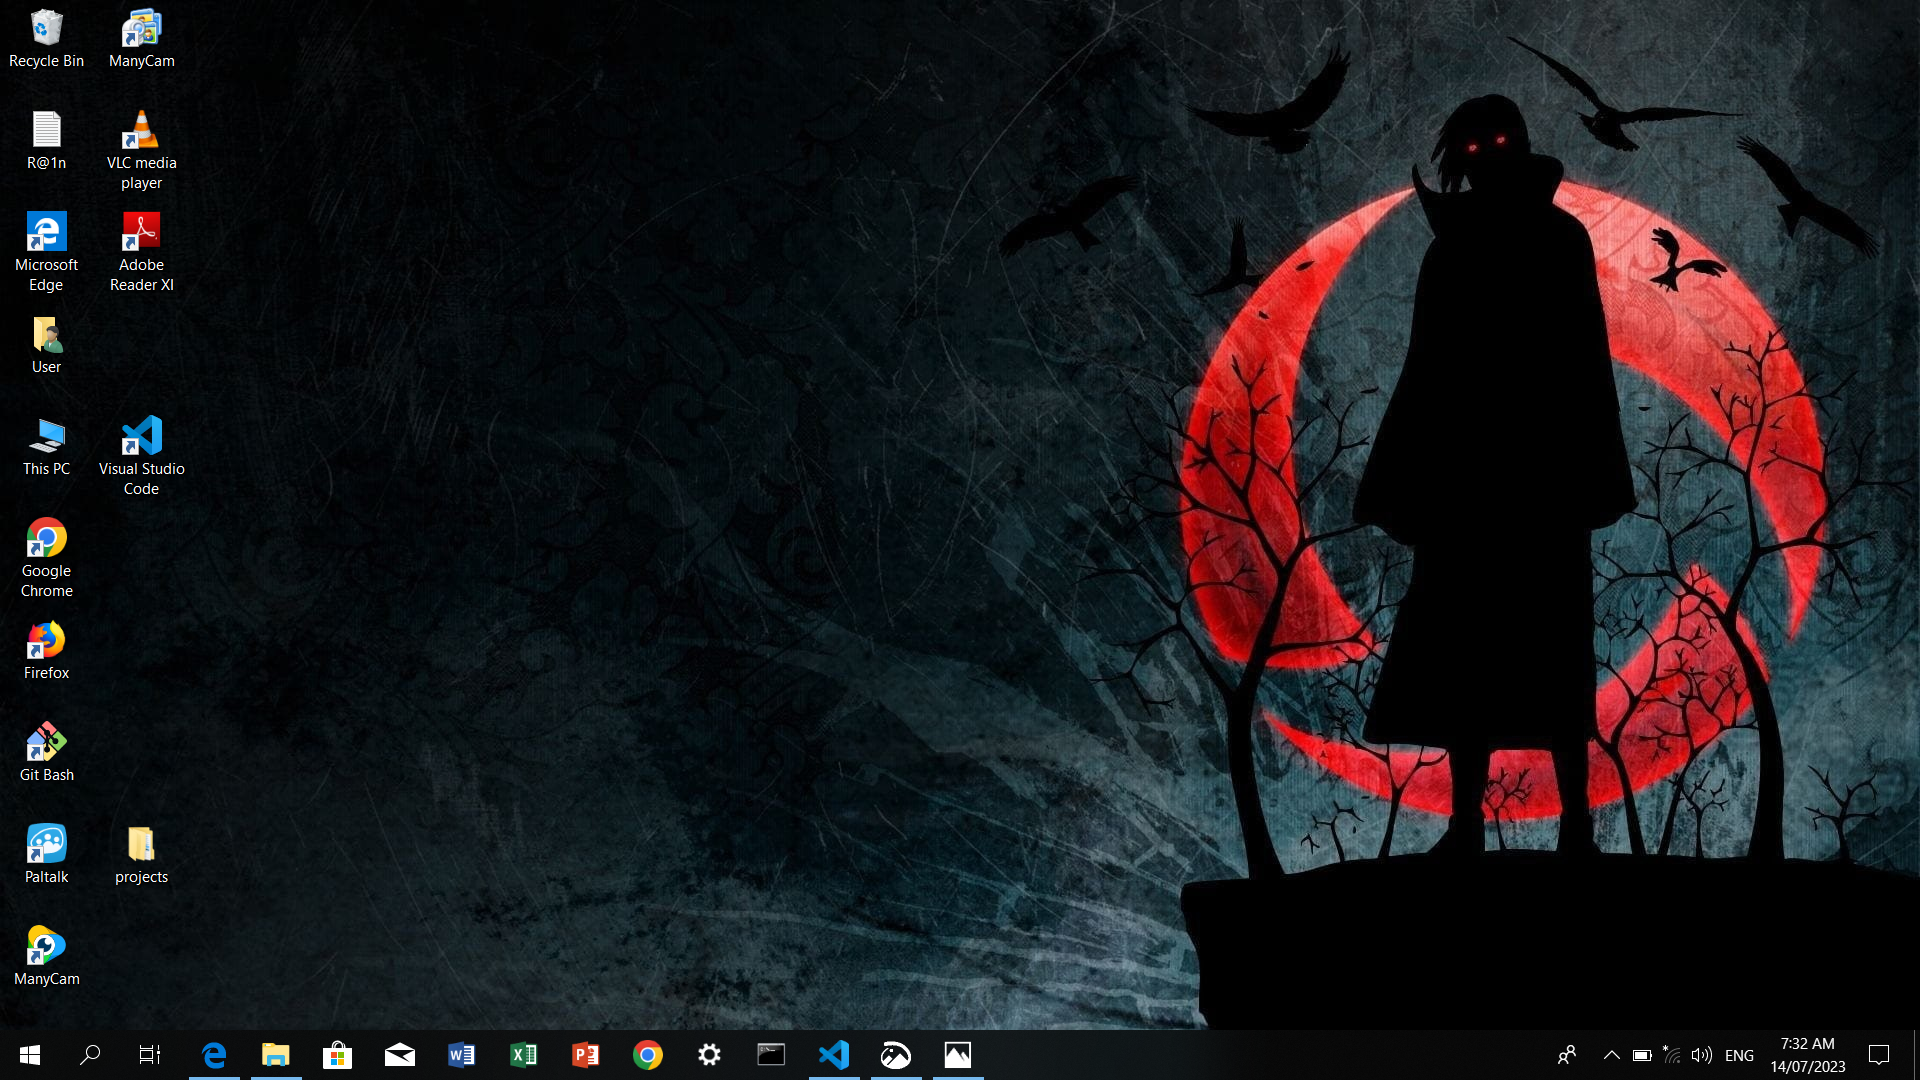 Recycle Bin
ManyCam
R@1n
VLC media
player
Microsoft
Edge
Adobe
Reader XI
User
This PC
Visual Studio
Code
Google
Chrome
Firefox
Git Bash
Paltalk
projects
ManyCam
ENG
7:32 AM
14/07/2023